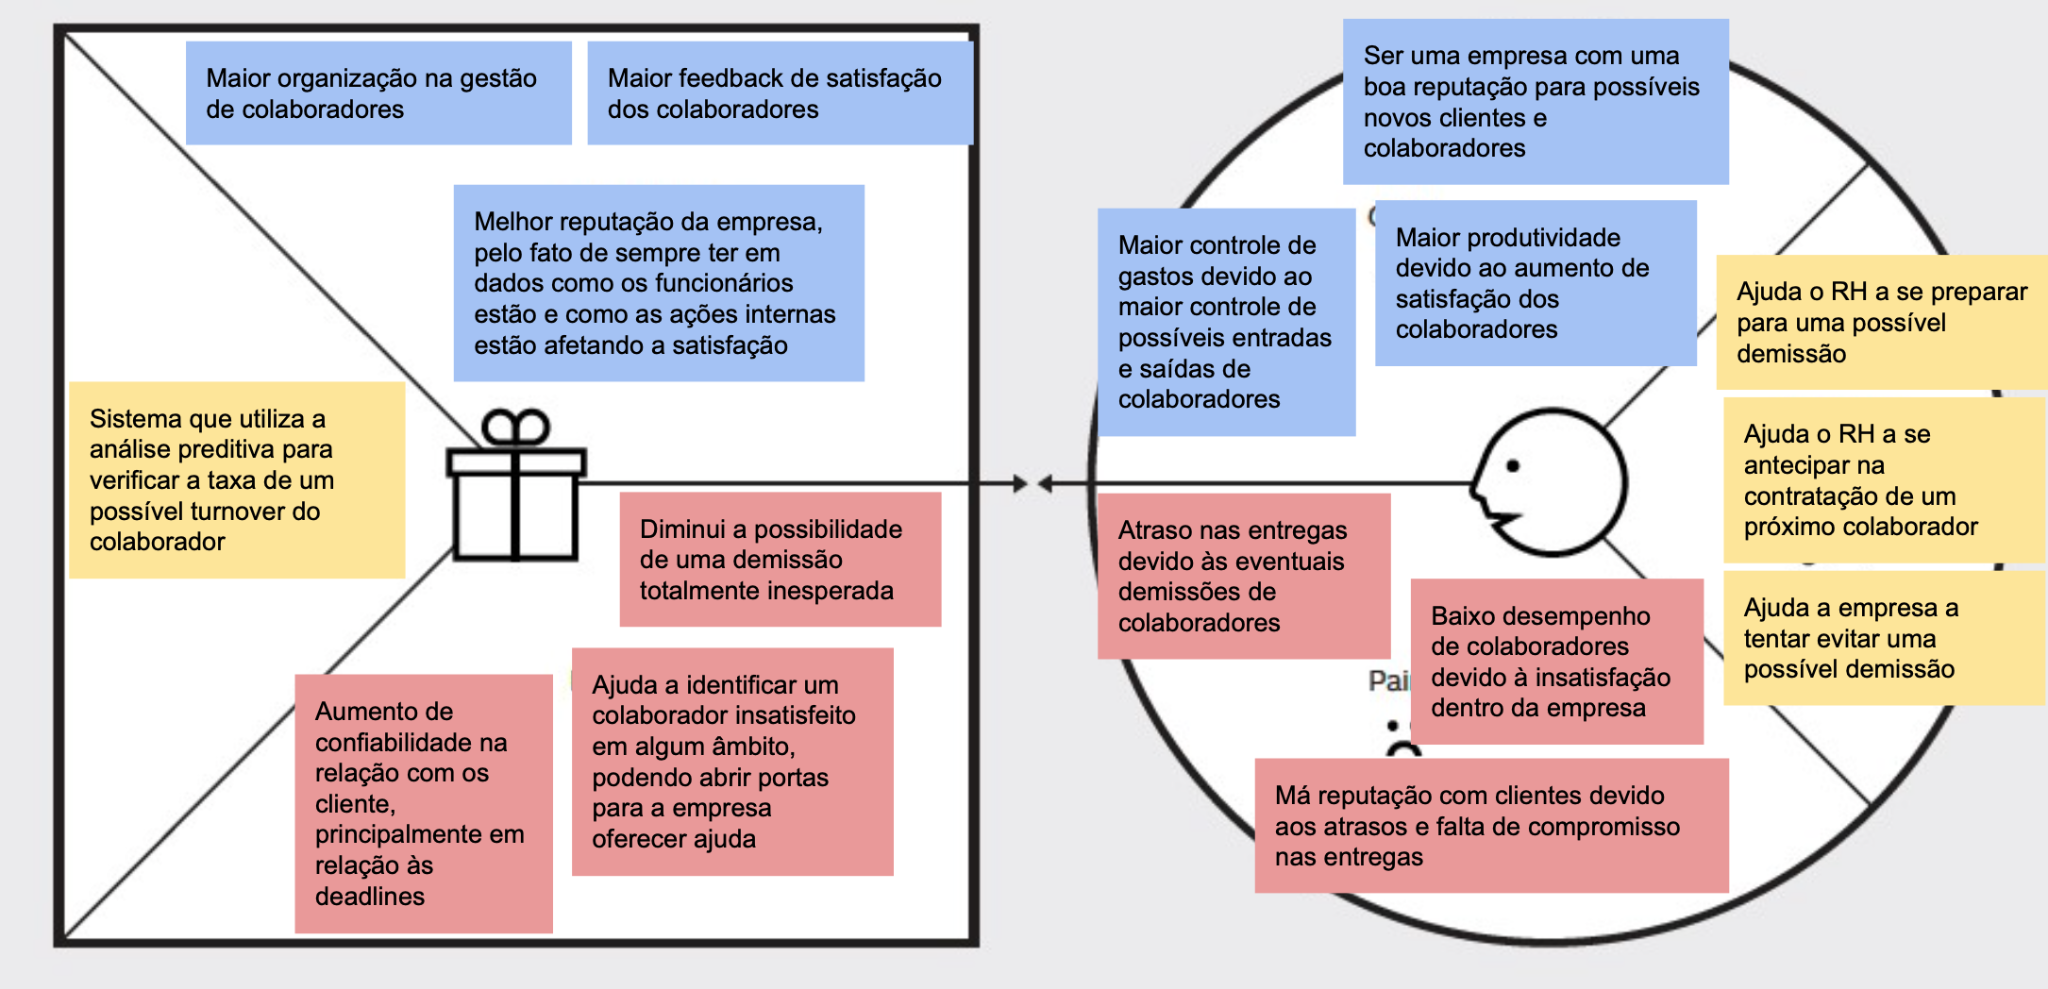 Maior organização na gestão
de colaboradores
Maior feedback de satisfação
dos colaboradores
Melhor reputação da empresa,
pelo fato de sempre ter em
dados como os funcionários
estão e como as ações internas
estão afetando a satisfação
Sistema que utiliza a
análise preditiva para
verificar a taxa de um
possível turnover do
colaborador
Diminui a possibilidade
de uma demissão
totalmente inesperada
Aumento de
confiabilidade na
relação com os
cliente,
principalmente em
relação às
deadlines
Ajuda a identificar um
colaborador insatisfeito
em algum âmbito,
podendo abrir portas
para a empresa
oferecer ajuda
Ser uma empresa com uma
boa reputação para possíveis
novos clientes e
colaboradores
Maior controle de
gastos devido ao
maior controle de
possíveis entradas
e saídas de
colaboradores
Maior produtividade
devido ao aumento de
satisfação dos
colaboradores
Ajuda o RH a se preparar
para uma possível
demissão
Ajuda o RH a se
antecipar na
contratação de um
próximo colaborador
Ajuda a empresa a
tentar evitar uma
possível demissão
Atraso nas entregas
devido às eventuais
demissões de
colaboradores
Baixo desempenho
de colaboradores
devido à insatisfação
dentro da empresa
Má reputação com clientes devido
aos atrasos e falta de compromisso
nas entregas